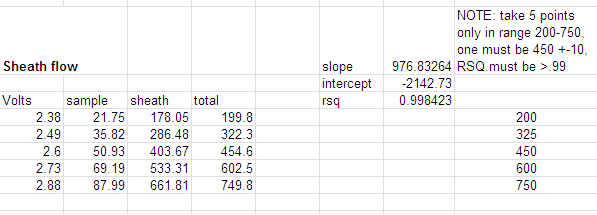 NOTE: take 5 points
only in range 200-750,
one must be 450 +-10,
Sheath flow slope 976.83264 RSQ.must be >.99
intercept -2142.73
Volts sample sheath total rsq 0.998423
2.38 21.75 178.05 199.8 200
2.49 35.82 286.48 322.3 325
2.6 50.93 403.67 454.6 450
2.73 69.19 533.31 602.5 600
2.88 87.99 661.81 749.8 750